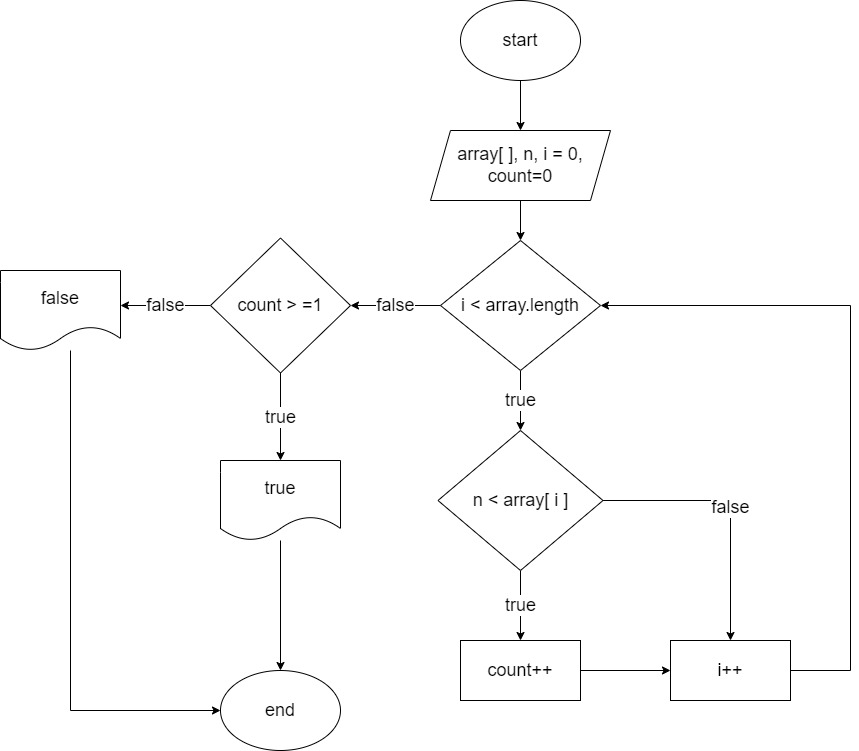 start
array[ ], n, i = 0,
count=0
i < array.length
false
count > =1
false
false
true
true
true
n < array[ i ]
false
true
count++
i++
end